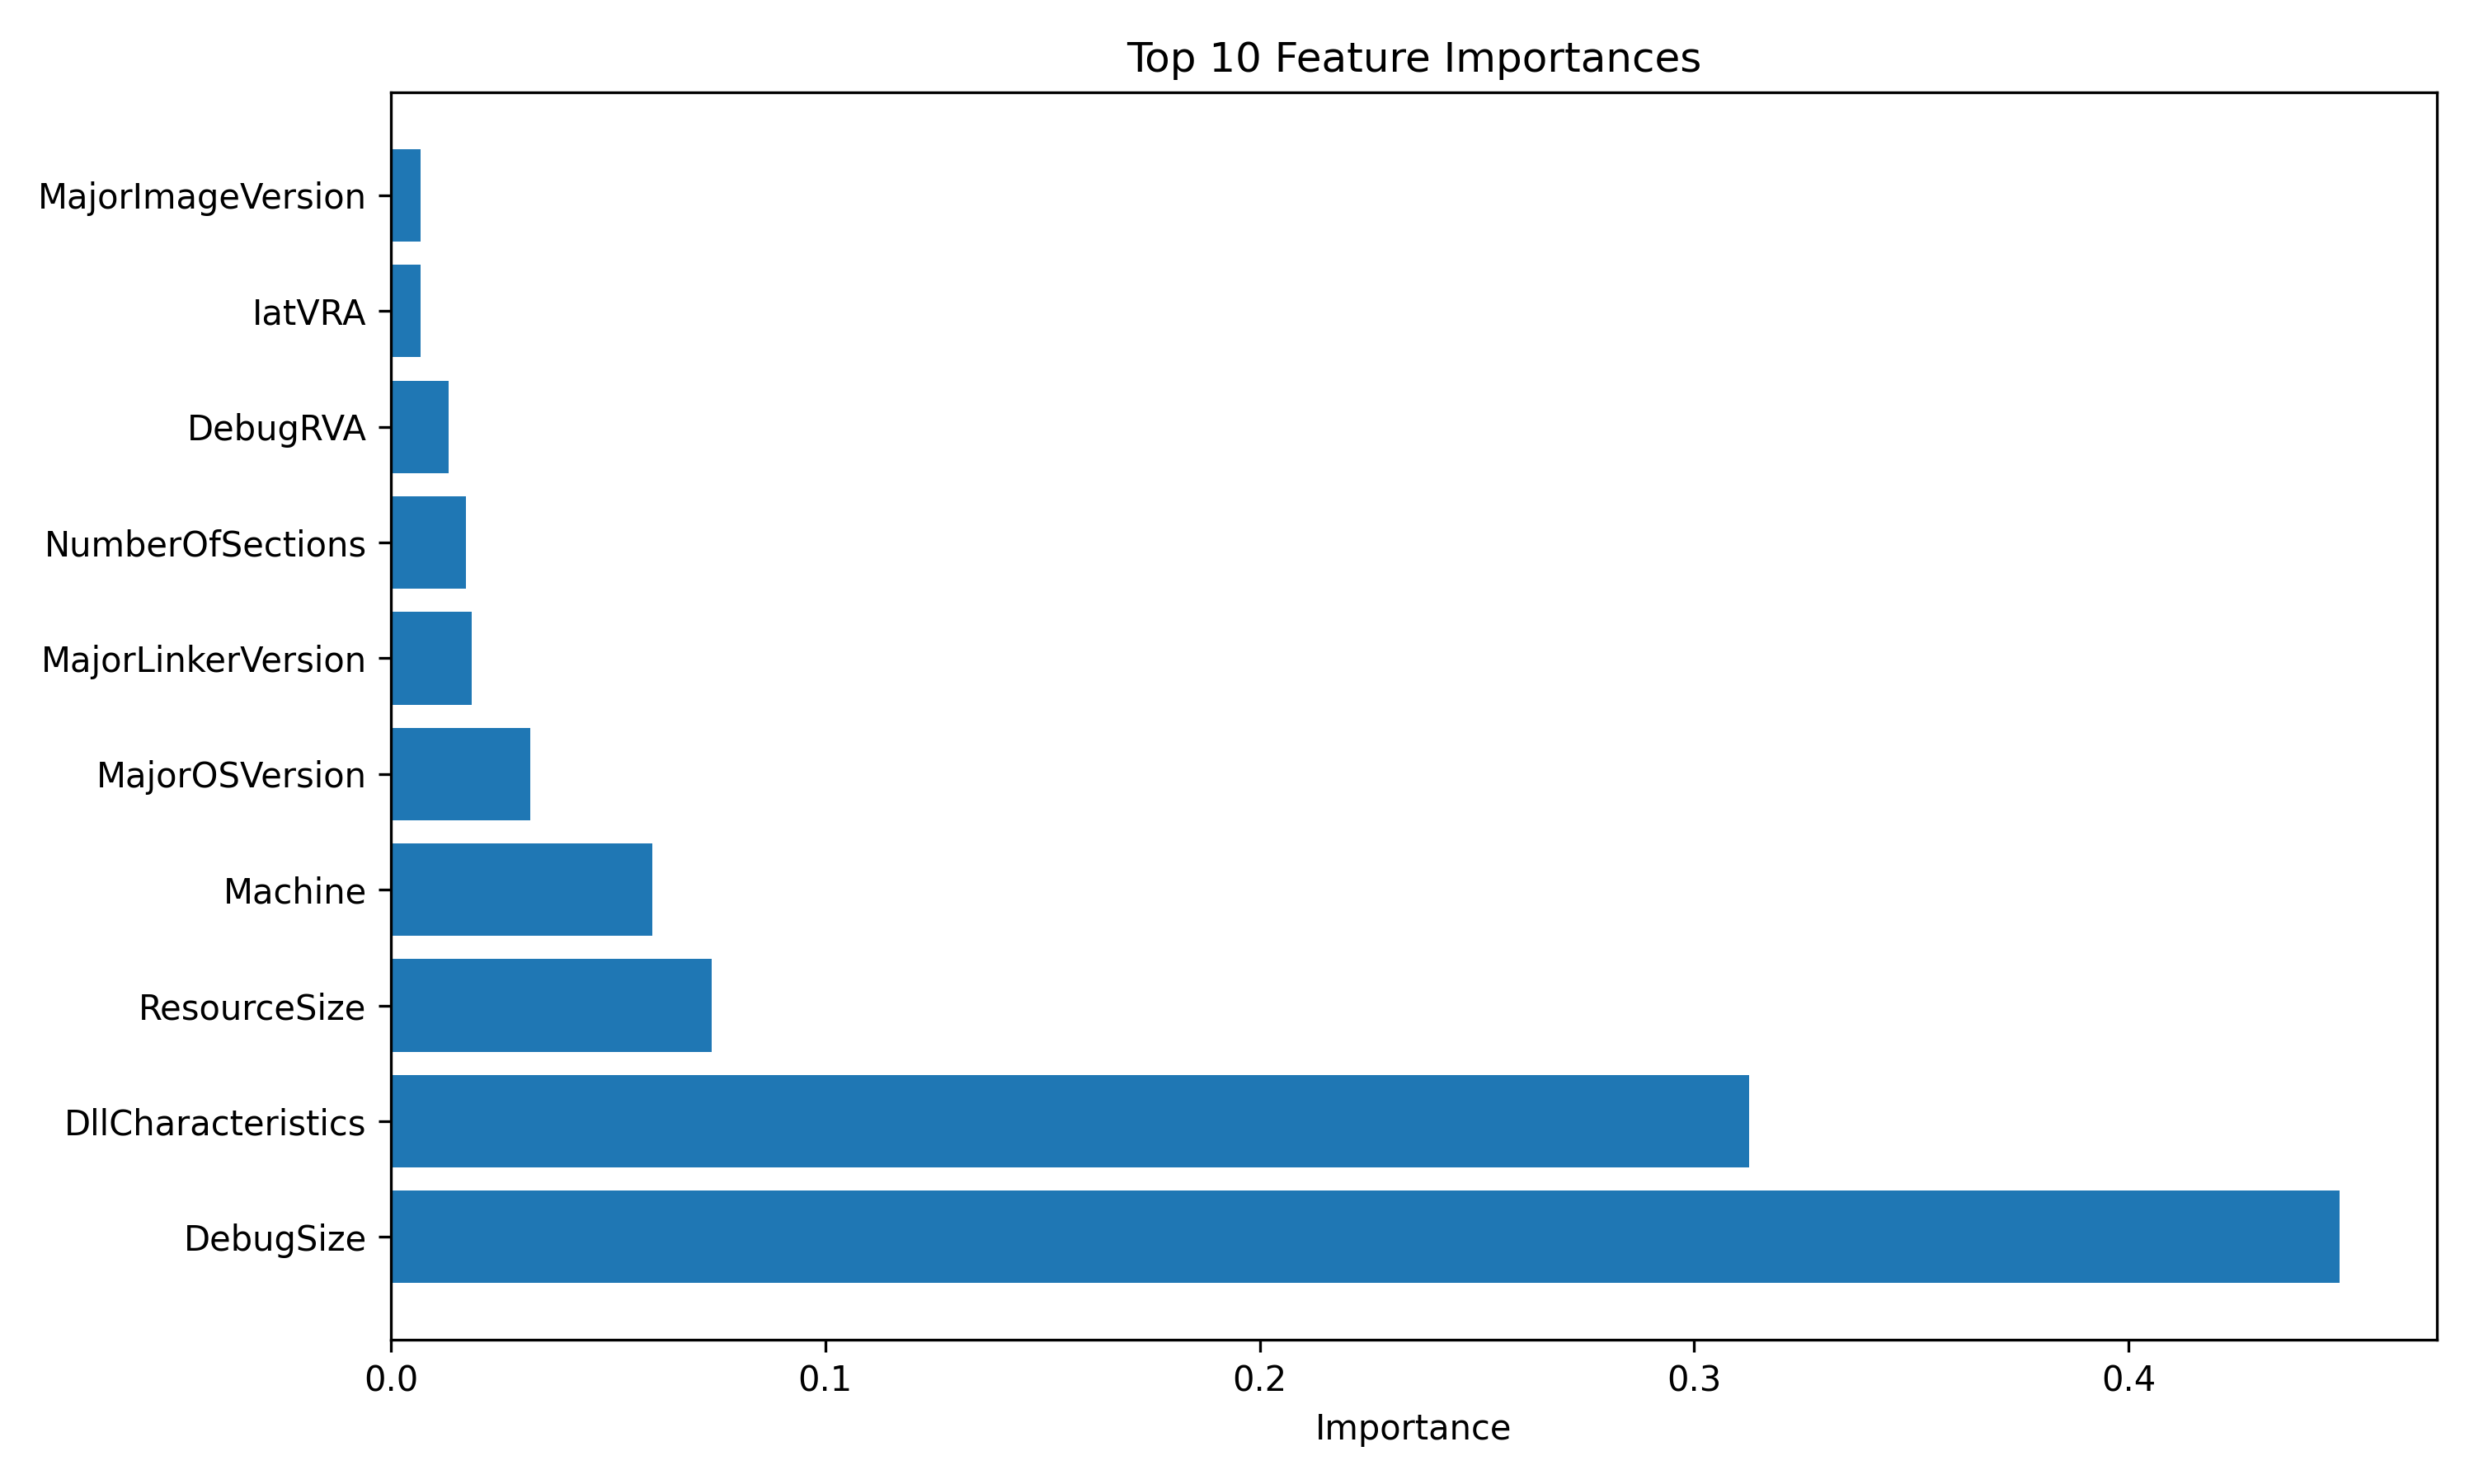 Top 10 Feature Importances
MajorImageVersion
IatVRA
DebugRVA
NumberOfSections
MajorLinkerVersion
MajorOSVersion
Machine
ResourceSize
DllCharacteristics
DebugSize
0.0 0.1 0.2 0.3 0.4
Importance